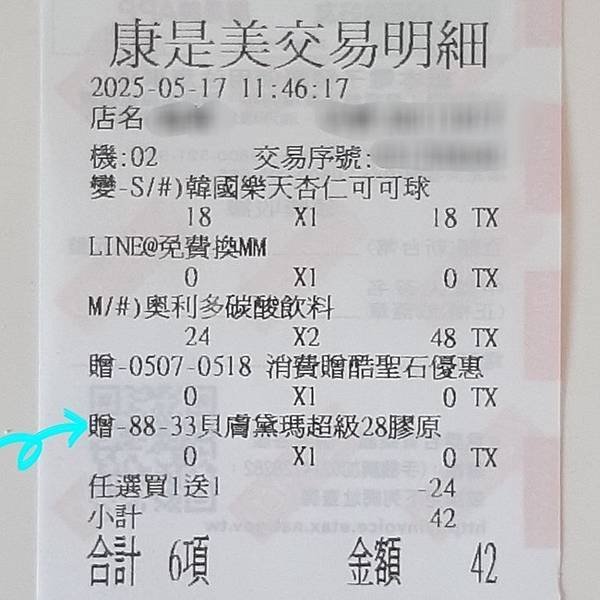 康是美交易明細
2025-05-17 11:46:17
店名
機:02 交易序號:
變-S/#)韓國樂天杏仁可可球
18 X1 18 TX
LINE@免費換MM
0 X1 0 TX
M/#)奧利多碳酸飲料
24 X2 48 TX
贈-0507-0518 消費贈酷聖石優惠
0 X1 0 TX
贈-88-33貝膚黛瑪超級28膠原
0 X1 0 TX
任選買1送1 -24
小計 42
合計 6項 金額 42